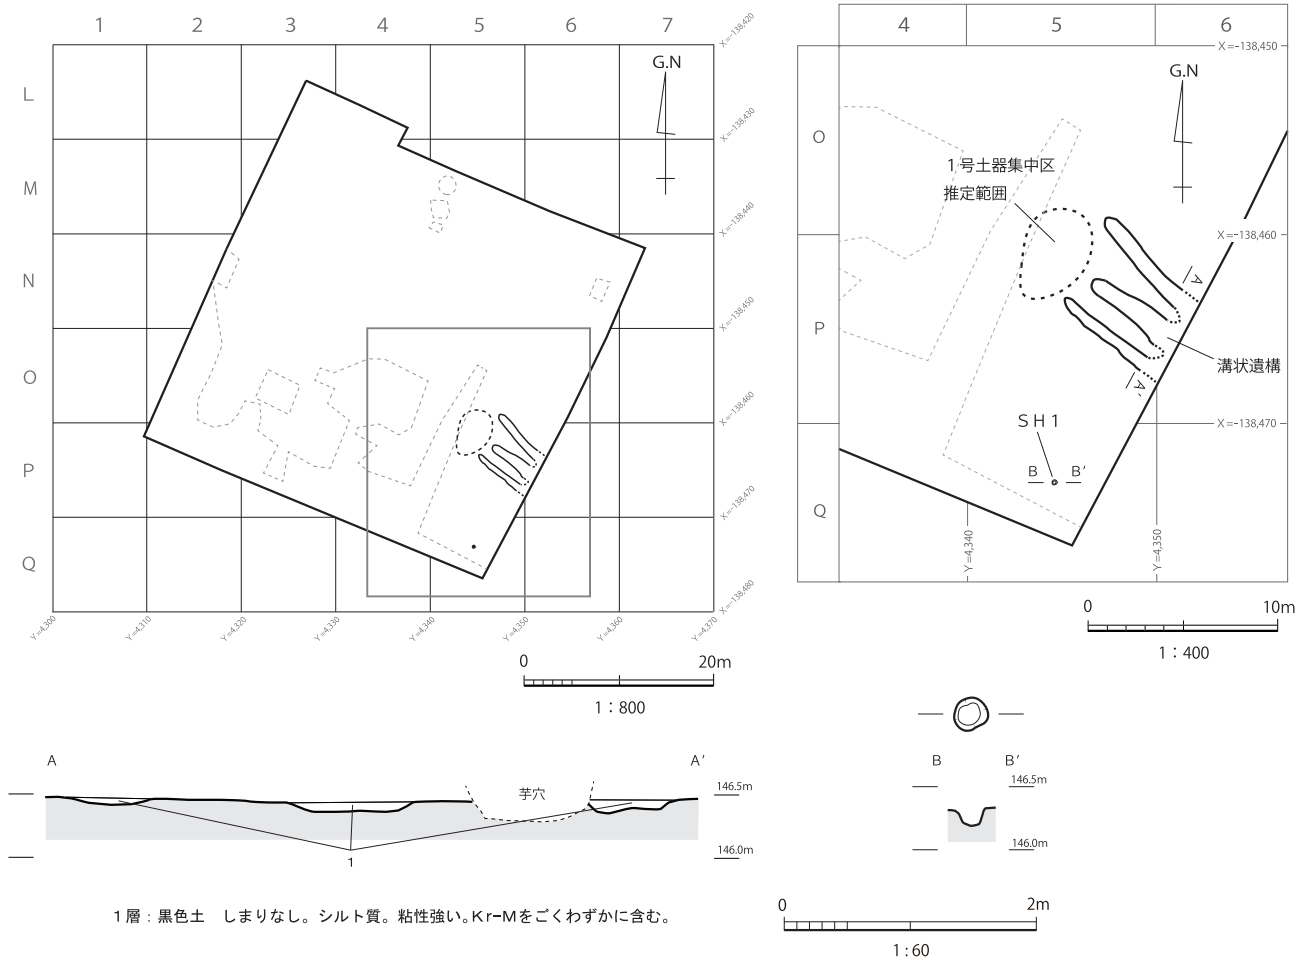 1 2 3 4 5 6 7
L
M
N
O
P
Q
G.N
X=-138,420
X=-138,430
X=-138,440
X=-138,450
X=-138,460
X=-138,470
X=-138,480
Y=4,300
Y=4,310
Y=4,320
Y=4,330
Y=4,340
Y=4,350
Y=4,360
Y=4,370
0 20m
1：800
4 5 6
O
P
Q
X=-138,450
G.N
1号土器集中区
推定範囲
X=-138,460
A
溝状遺構
A'
SH1
X=-138,470
B B'
Y=4,340
Y=4,350
0 10m
1：400
A A'
芋穴
146.5m
146.0m
1
B B'
146.5m
146.0m
1層：黒色土　しまりなし。シルト質。粘性強い。Kr-Mをごくわずかに含む。
0 2m
1:60